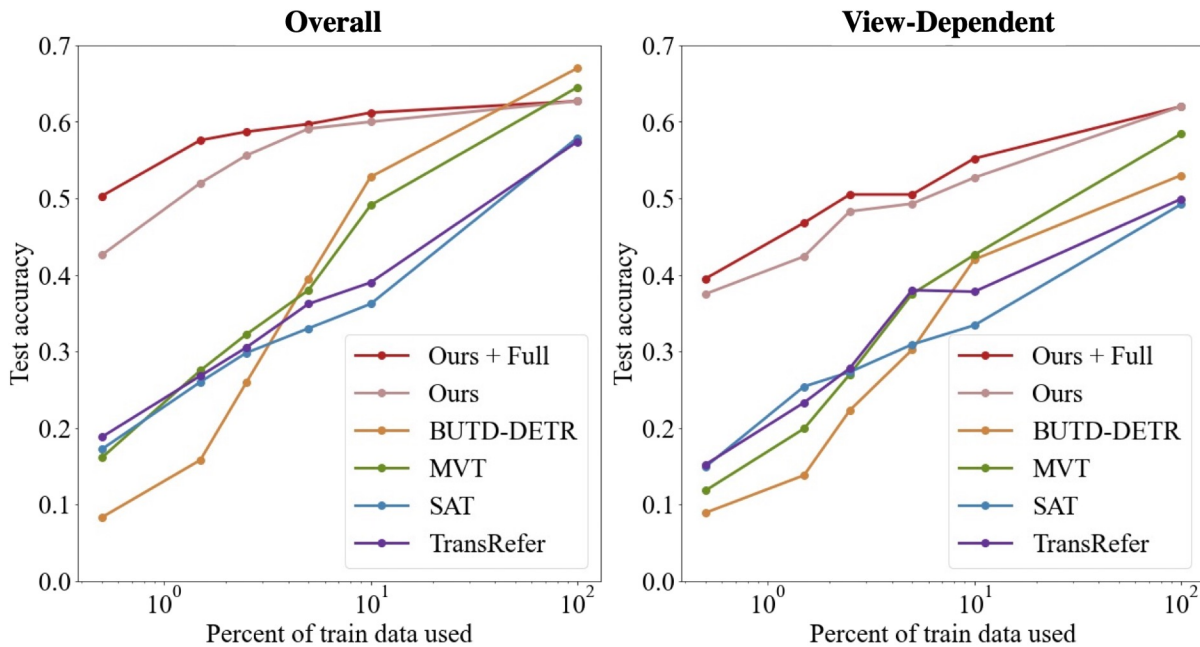 Overall
Test accuracy
0.7
0.6
0.5
0.4
0.3
0.2
0.1
0.0
Ours + Full
Ours
BUTD-DETR
MVT
SAT
TransRefer
10⁰
10¹
10²
Percent of train data used
View-Dependent
Test accuracy
0.7
0.6
0.5
0.4
0.3
0.2
0.1
0.0
Ours + Full
Ours
BUTD-DETR
MVT
SAT
TransRefer
10⁰
10¹
10²
Percent of train data used